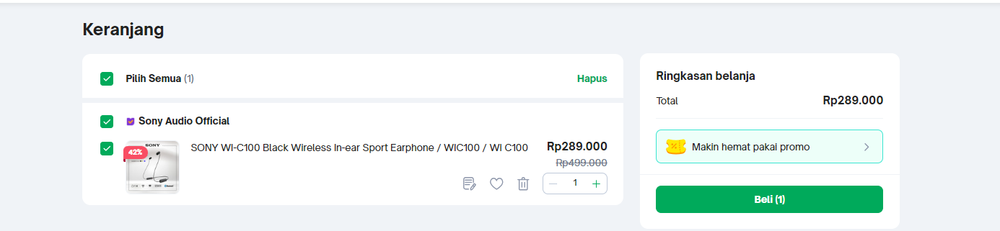 Keranjang
Pilih Semua (1)
Hapus
Sony Audio Official
42%
SONY
SONY WI-C100 Black Wireless In-ear Sport Earphone / WIC100 / WI C100
Rp289.000
Rp499.000
1
Ringkasan belanja
Total
Rp289.000
Makin hemat pakai promo
Beli (1)